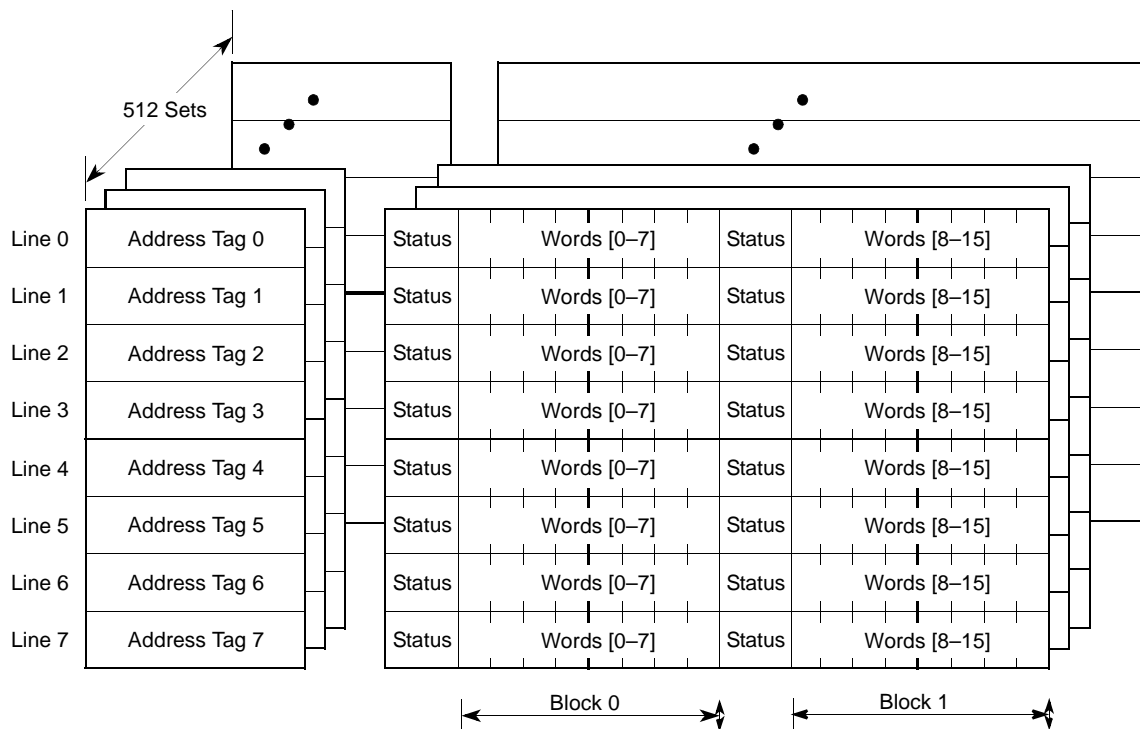 512 Sets
Line 0 Address Tag 0 Status Words [0–7] Status Words [8–15]
Line 1 Address Tag 1 Status Words [0–7] Status Words [8–15]
Line 2 Address Tag 2 Status Words [0–7] Status Words [8–15]
Line 3 Address Tag 3 Status Words [0–7] Status Words [8–15]
Line 4 Address Tag 4 Status Words [0–7] Status Words [8–15]
Line 5 Address Tag 5 Status Words [0–7] Status Words [8–15]
Line 6 Address Tag 6 Status Words [0–7] Status Words [8–15]
Line 7 Address Tag 7 Status Words [0–7] Status Words [8–15]
Block 0 Block 1